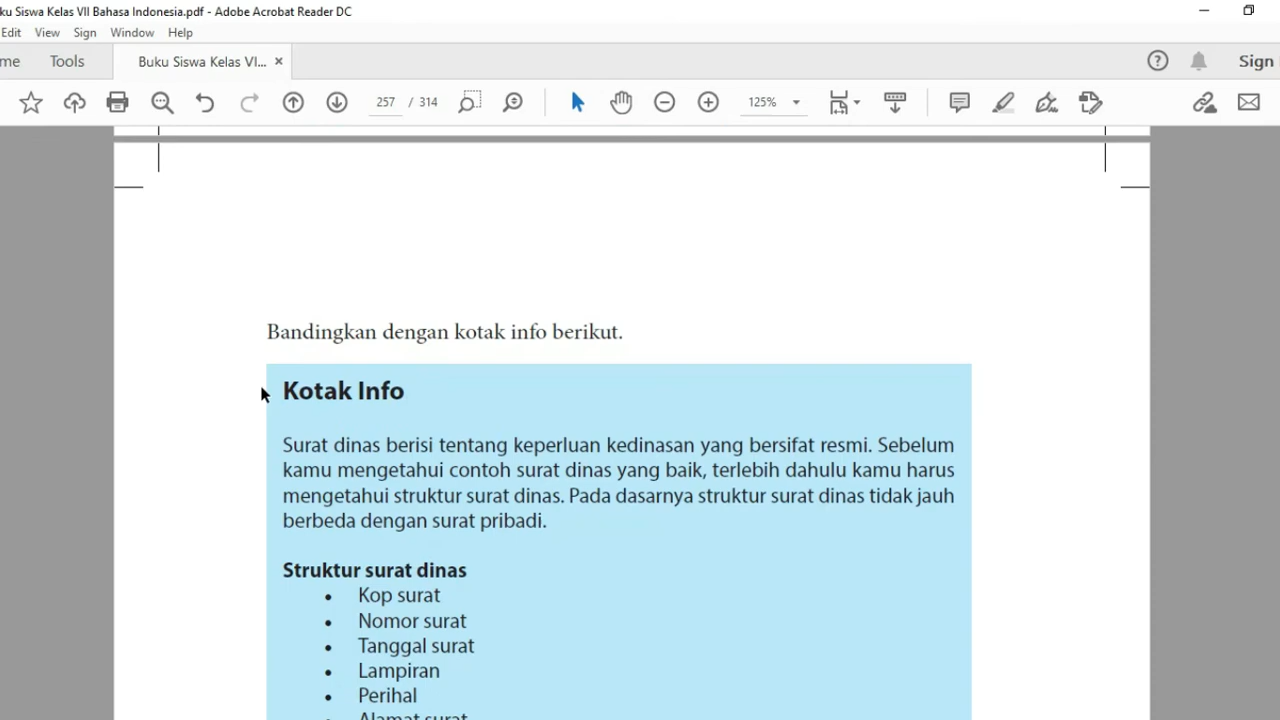 ku Siswa Kelas VII Bahasa Indonesia.pdf - Adobe Acrobat Reader DC
Edit View Sign Window Help
me Tools Buku Siswa Kelas VI... × Sign
257 / 314 125%
Bandingkan dengan kotak info berikut.
Kotak Info
Surat dinas berisi tentang keperluan kedinasan yang bersifat resmi. Sebelum
kamu mengetahui contoh surat dinas yang baik, terlebih dahulu kamu harus
mengetahui struktur surat dinas. Pada dasarnya struktur surat dinas tidak jauh
berbeda dengan surat pribadi.
Struktur surat dinas
• Kop surat
• Nomor surat
• Tanggal surat
• Lampiran
• Perihal
Alamat surat